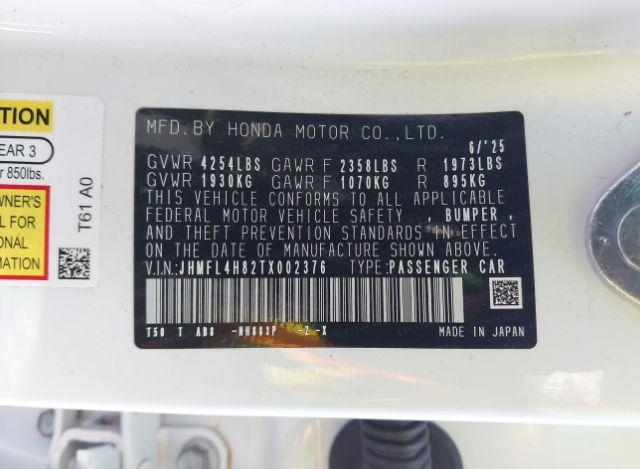 TION
EAR 3
r 850lbs.
WNER'S
L FOR
ONAL
MATION
T61 A0
MFD.BY HONDA MOTOR CO.,LTD.
6/'25
GVWR 4254LBS GAWR F 2358LBS R 1973LBS
GVWR 1930KG GAWR F 1070KG R 895KG
THIS VEHICLE CONFORMS TO ALL APPLICABLE
FEDERAL MOTOR VEHICLE SAFETY , BUMPER ,
AND THEFT PREVENTION STANDARDS IN EFFECT
ON THE DATE OF MANUFACTURE SHOWN ABOVE.
V.I.N:JHMFL4H82TX002376 TYPE:PASSENGER CAR
T50 T AB8 -NH883P -Z -X
MADE IN JAPAN